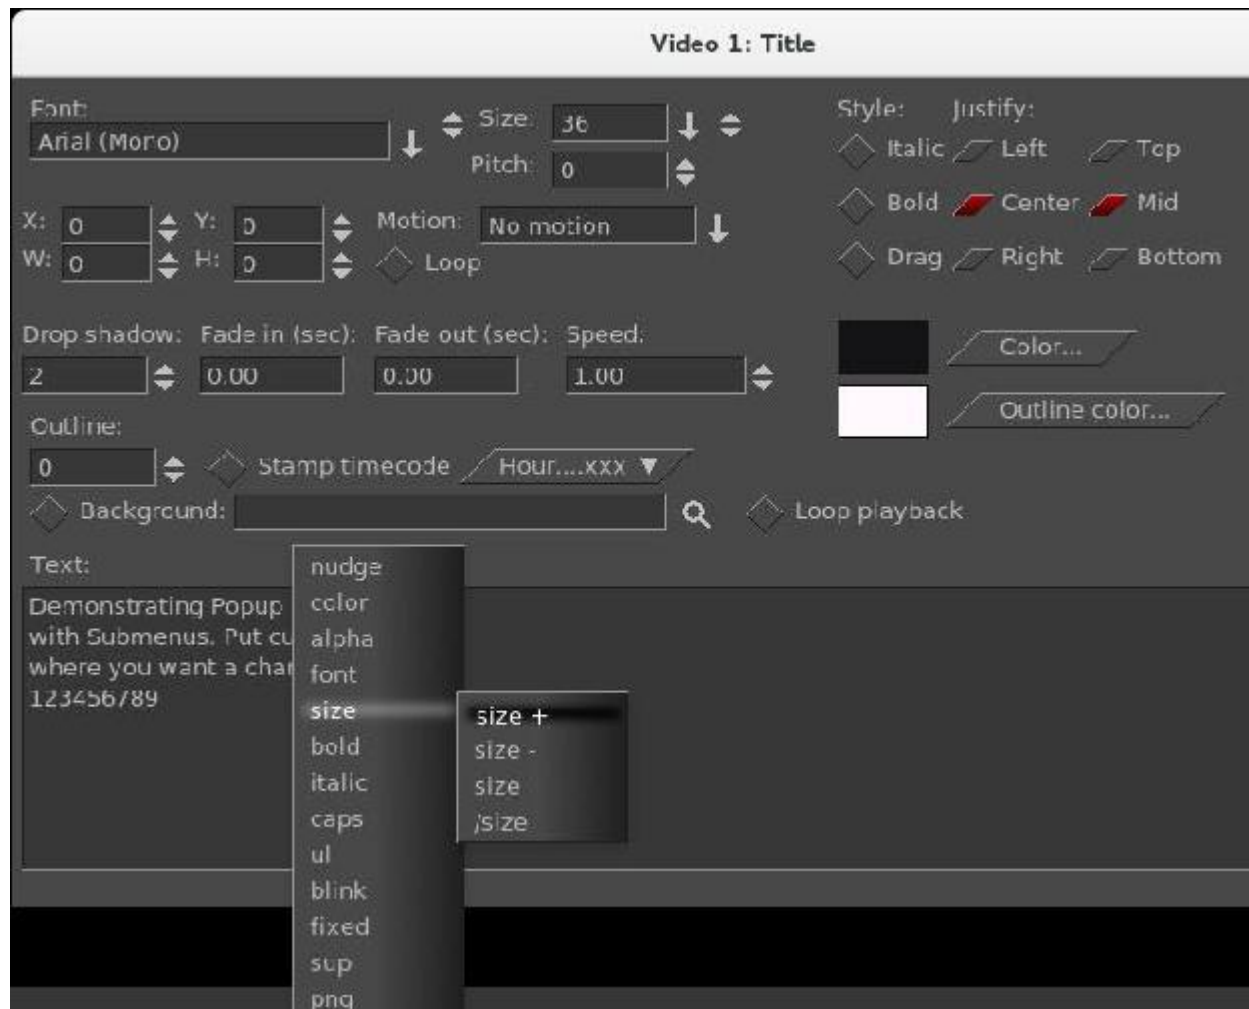 Video 1: Title
Font:
Arial (Mono)
Size:
36
Pitch:
0
Style:
Justify:
Italic
Left
Top
Bold
Center
Mid
Drag
Right
Bottom
X: 0
Y: 0
Motion:
No motion
W: 0
H: 0
Loop
Drop shadow:
Fade in (sec):
Fade out (sec):
Speed:
2
0.00
0.00
1.00
Color...
Outline color...
Outline:
0
Stamp timecode
Hour....xxx
Background:
Loop playback
Text:
Demonstrating Popup
with Submenus. Put cu
where you want a char
123456789
nudge
color
alpha
font
size
bold
italic
caps
ul
blink
fixed
sup
png
size +
size -
size
/size